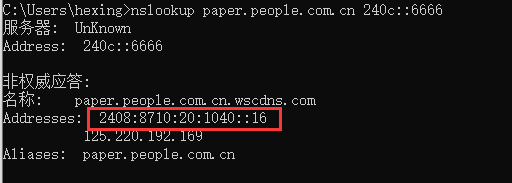 C:\Users\hexing>nslookup paper.people.com.cn 240c::6666
服务器:  UnKnown
Address:  240c::6666
非权威应答:
名称:    paper.people.com.cn.wscdns.com
Addresses:  2408:8710:20:1040::16
125.220.192.169
Aliases:  paper.people.com.cn